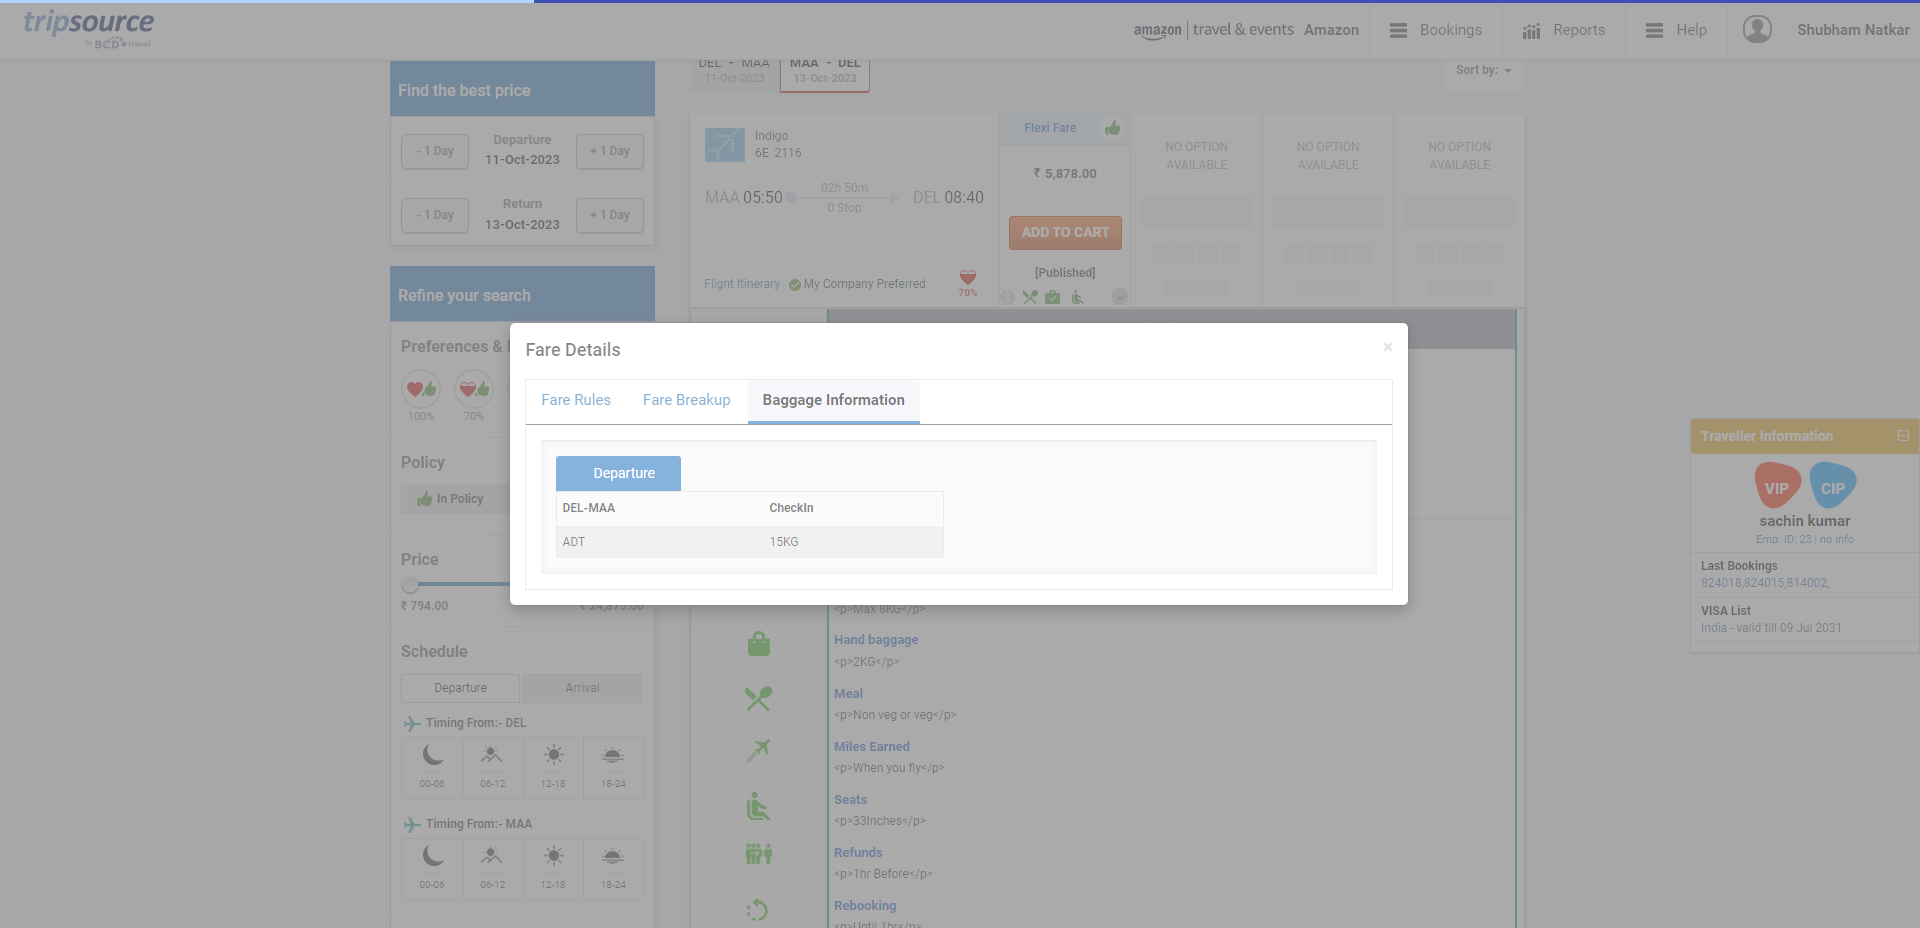 tripsource
by BCD travel
amazon | travel & events Amazon
Bookings
Reports
Help
Shubham Natkar
DEL - MAA
11-Oct-2023
MAA - DEL
13-Oct-2023
Sort by:
Find the best price
- 1 Day
Departure
11-Oct-2023
+ 1 Day
- 1 Day
Return
13-Oct-2023
+ 1 Day
Indigo
6E 2116
MAA 05:50
02h 50m
0 Stop
DEL 08:40
Flight Itinerary
My Company Preferred
70%
Flexi Fare
₹ 5,878.00
ADD TO CART
[Published]
NO OPTION
AVAILABLE
NO OPTION
AVAILABLE
NO OPTION
AVAILABLE
Refine your search
Preferences &
100%
70%
Policy
In Policy
Price
₹ 794.00
₹ 24,875.00
Schedule
Departure
Arrival
Timing From:- DEL
00-06
06-12
12-18
18-24
Timing From:- MAA
00-06
06-12
12-18
18-24
Fare Details
×
Fare Rules
Fare Breakup
Baggage Information
Departure
DEL-MAA
CheckIn
ADT
15KG
<p>Max 8KG</p>
Hand baggage
<p>2KG</p>
Meal
<p>Non veg or veg</p>
Miles Earned
<p>When you fly</p>
Seats
<p>33Inches</p>
Refunds
<p>1hr Before</p>
Rebooking
<p>Until 1hr</p>
Traveller Information
VIP
CIP
sachin kumar
Emp. ID: 23 | no Info
Last Bookings
824018,824015,814002,
VISA List
India - valid till 09 Jul 2031